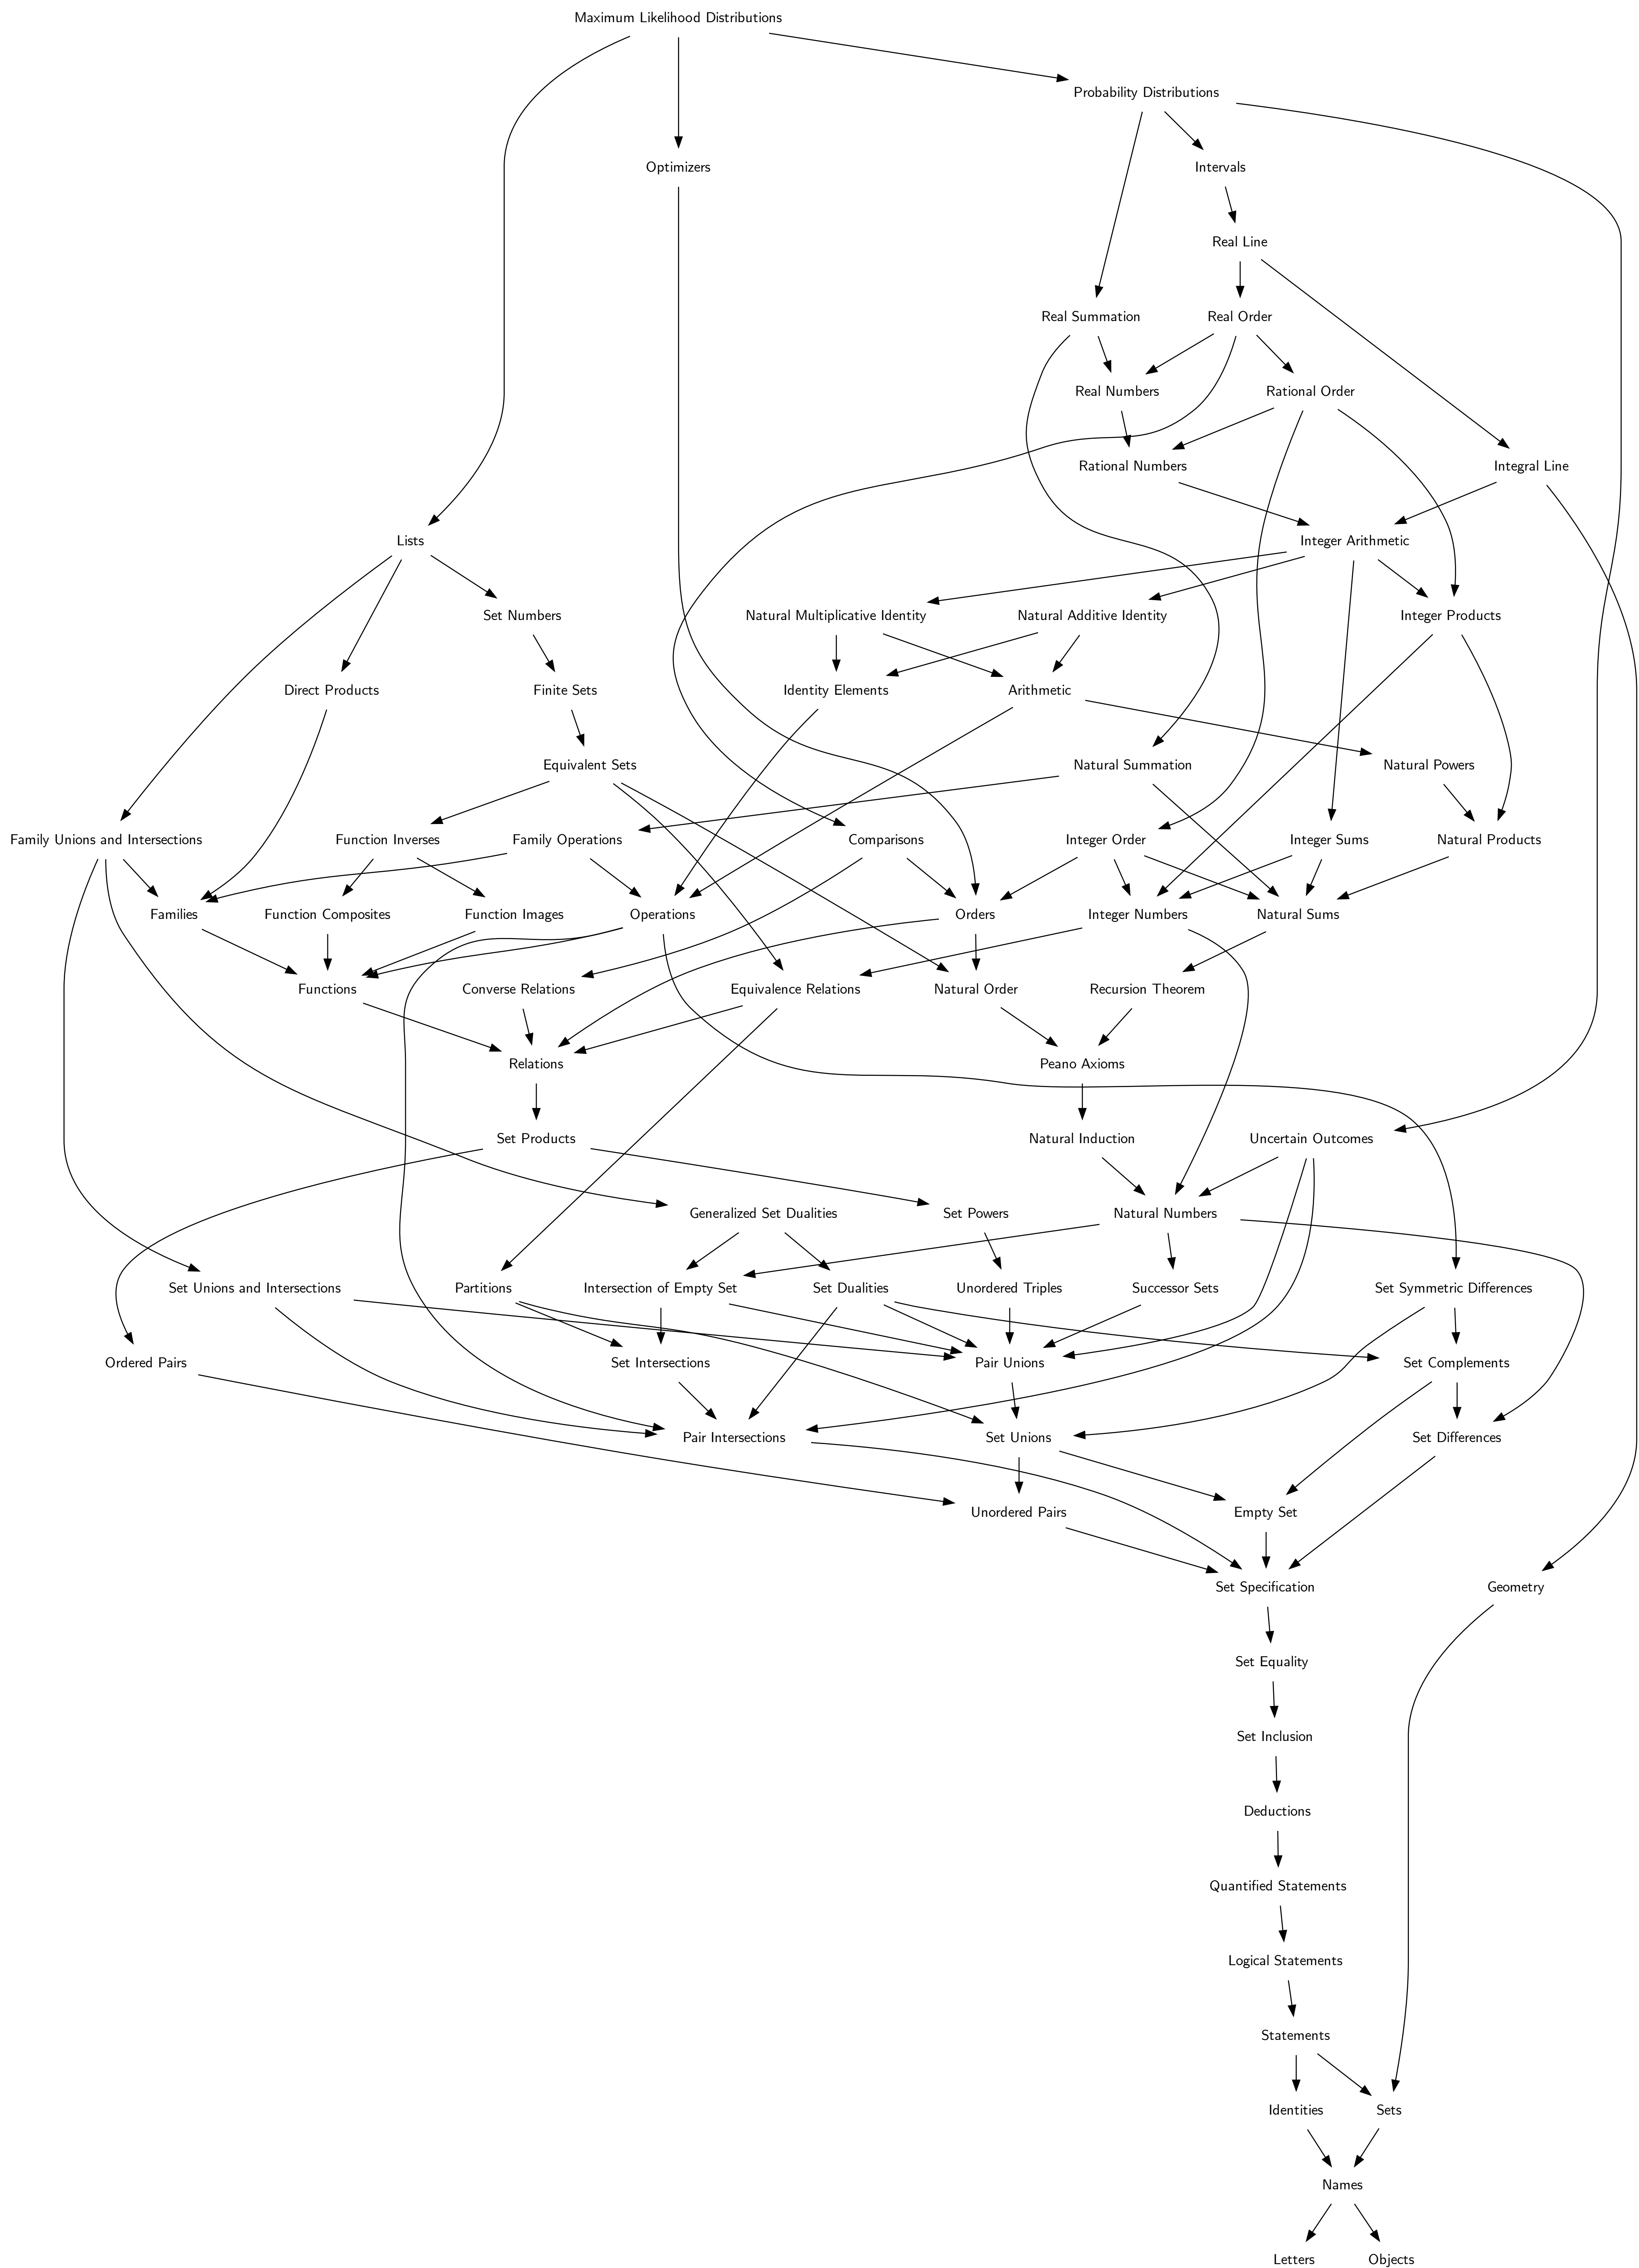 Maximum Likelihood Distributions
Probability Distributions
Optimizers
Intervals
Real Line
Real Summation
Real Order
Real Numbers
Rational Order
Rational Numbers
Integral Line
Lists
Integer Arithmetic
Set Numbers
Natural Multiplicative Identity
Natural Additive Identity
Integer Products
Direct Products
Finite Sets
Identity Elements
Arithmetic
Equivalent Sets
Natural Summation
Natural Powers
Family Unions and Intersections
Function Inverses
Family Operations
Comparisons
Integer Order
Integer Sums
Natural Products
Families
Function Composites
Function Images
Operations
Orders
Integer Numbers
Natural Sums
Functions
Converse Relations
Equivalence Relations
Natural Order
Recursion Theorem
Relations
Peano Axioms
Set Products
Natural Induction
Uncertain Outcomes
Generalized Set Dualities
Set Powers
Natural Numbers
Set Unions and Intersections
Partitions
Intersection of Empty Set
Set Dualities
Unordered Triples
Successor Sets
Set Symmetric Differences
Ordered Pairs
Set Intersections
Pair Unions
Set Complements
Pair Intersections
Set Unions
Set Differences
Unordered Pairs
Empty Set
Set Specification
Geometry
Set Equality
Set Inclusion
Deductions
Quantified Statements
Logical Statements
Statements
Identities
Sets
Names
Letters
Objects